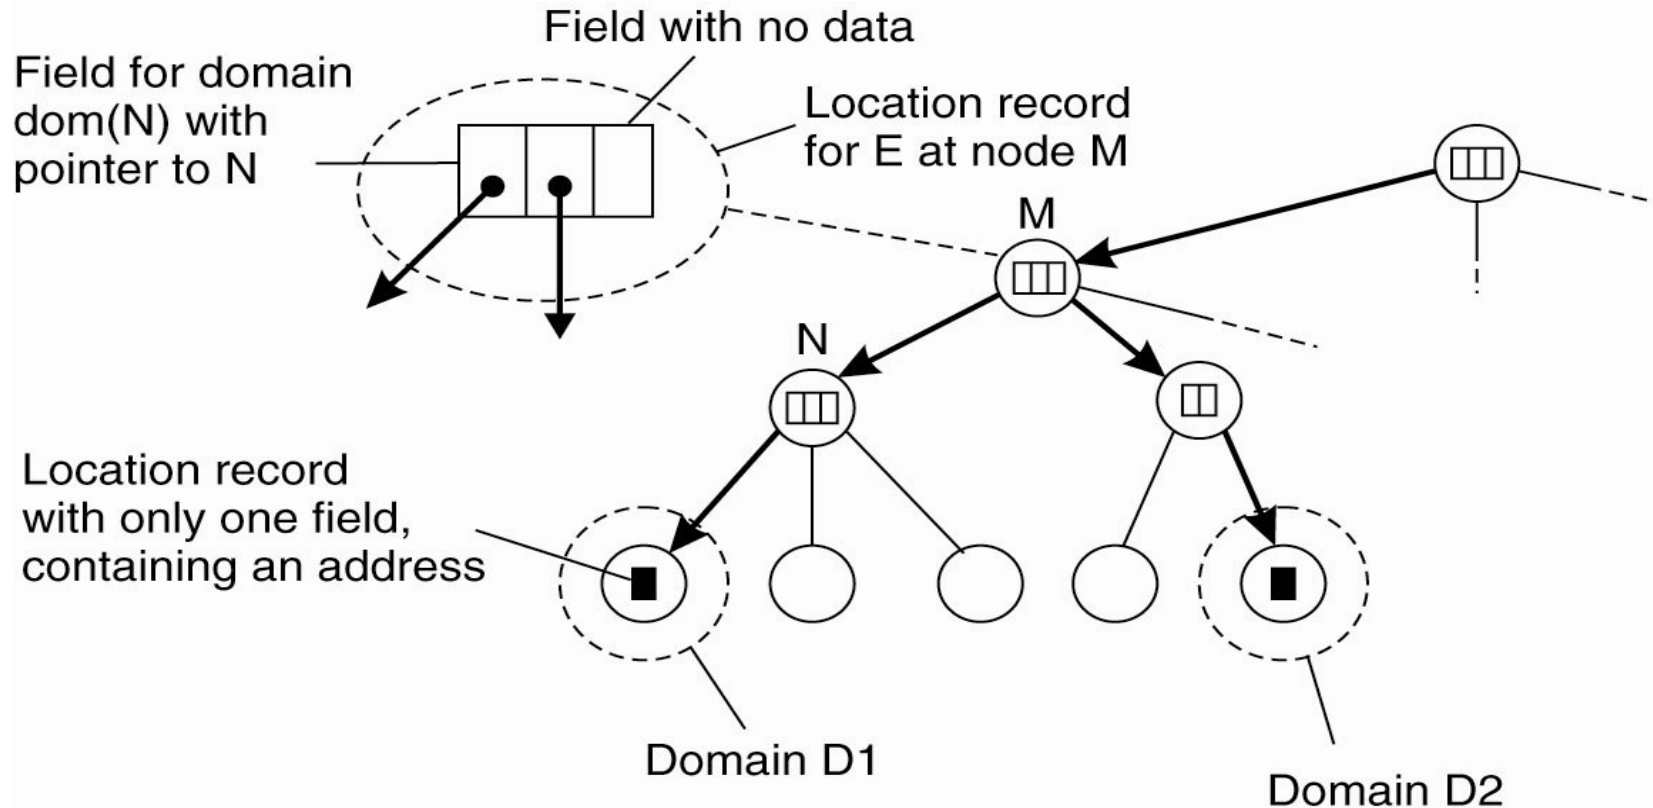 Field with no data
Field for domain
dom(N) with
pointer to N
Location record
for E at node M
M
N
Location record
with only one field,
containing an address
Domain D1
Domain D2